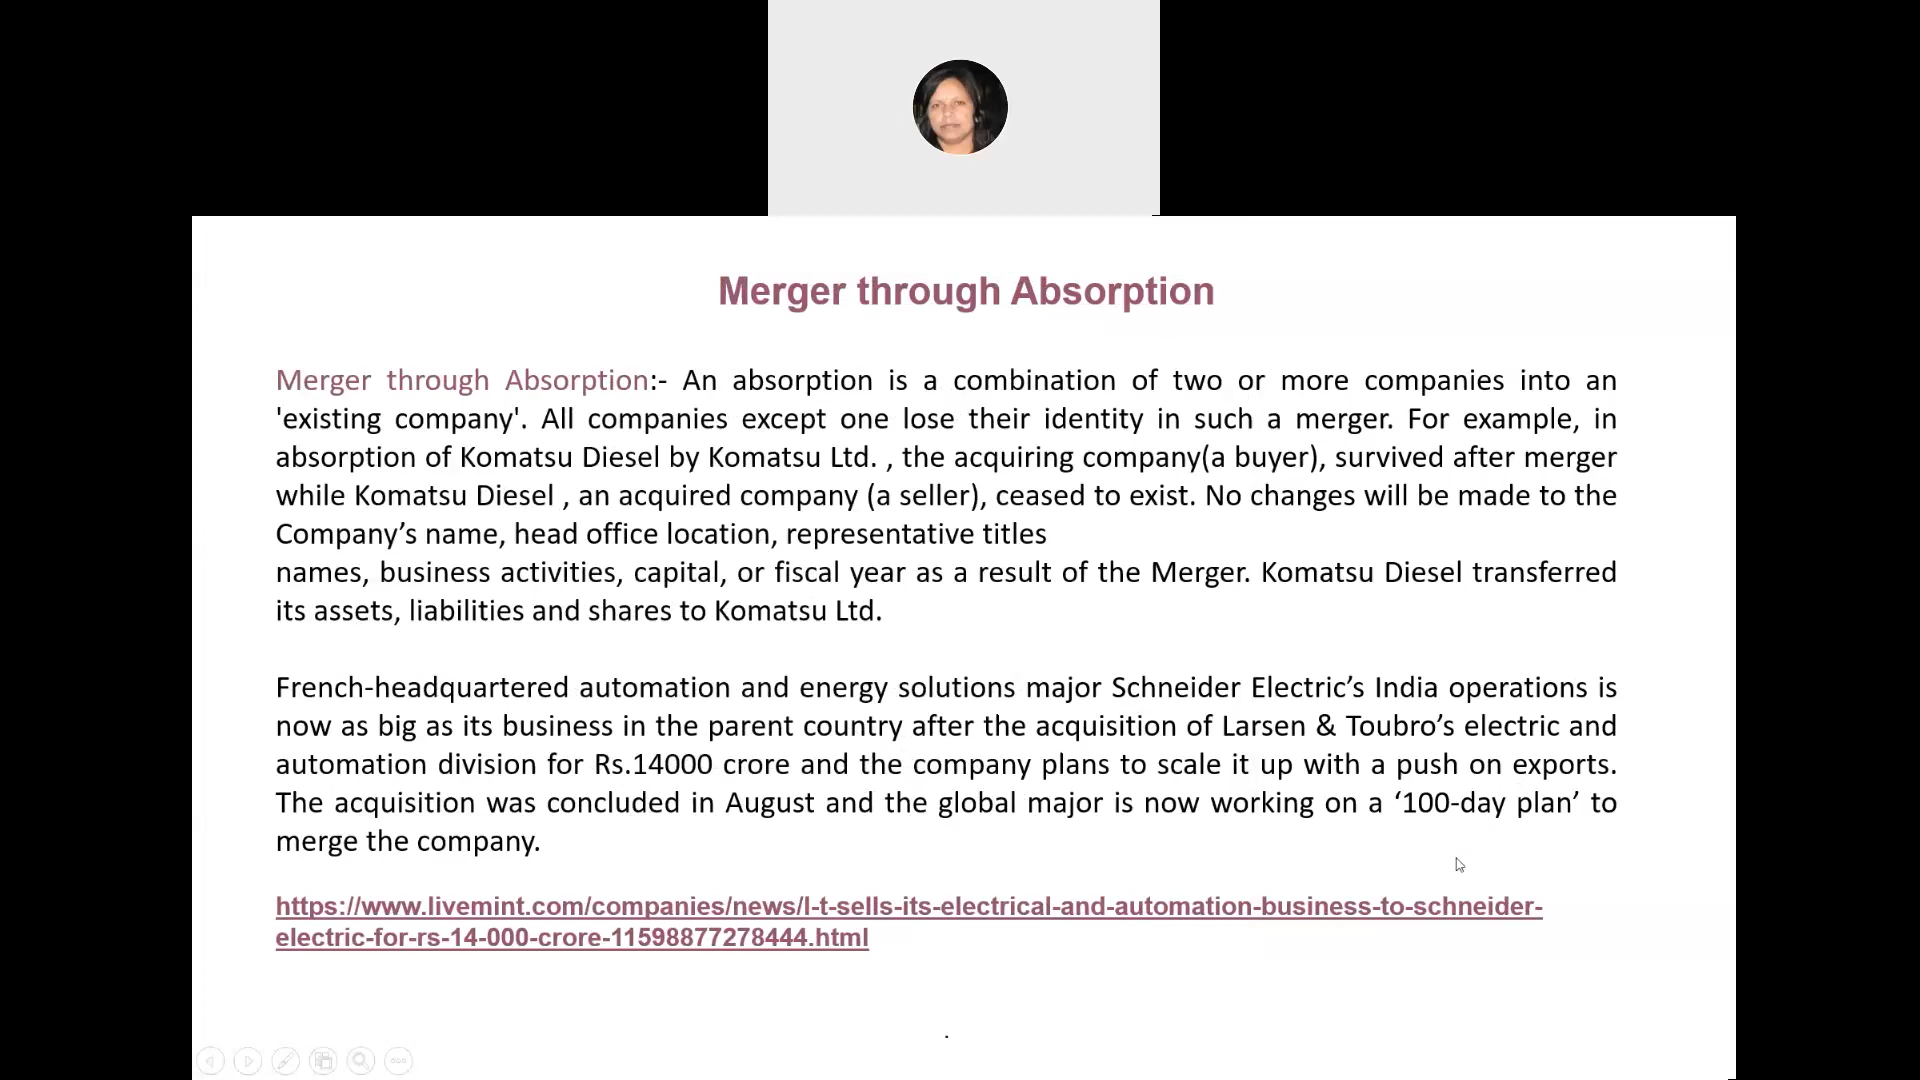 Merger through Absorption
Merger through Absorption:- An absorption is a combination of two or more companies into an
'existing company'. All companies except one lose their identity in such a merger. For example, in
absorption of Komatsu Diesel by Komatsu Ltd. , the acquiring company(a buyer), survived after merger
while Komatsu Diesel , an acquired company (a seller), ceased to exist. No changes will be made to the
Company’s name, head office location, representative titles
names, business activities, capital, or fiscal year as a result of the Merger. Komatsu Diesel transferred
its assets, liabilities and shares to Komatsu Ltd.
French-headquartered automation and energy solutions major Schneider Electric’s India operations is
now as big as its business in the parent country after the acquisition of Larsen & Toubro’s electric and
automation division for Rs.14000 crore and the company plans to scale it up with a push on exports.
The acquisition was concluded in August and the global major is now working on a ‘100-day plan’ to
merge the company.
https://www.livemint.com/companies/news/l-t-sells-its-electrical-and-automation-business-to-schneider-
electric-for-rs-14-000-crore-11598877278444.html
.